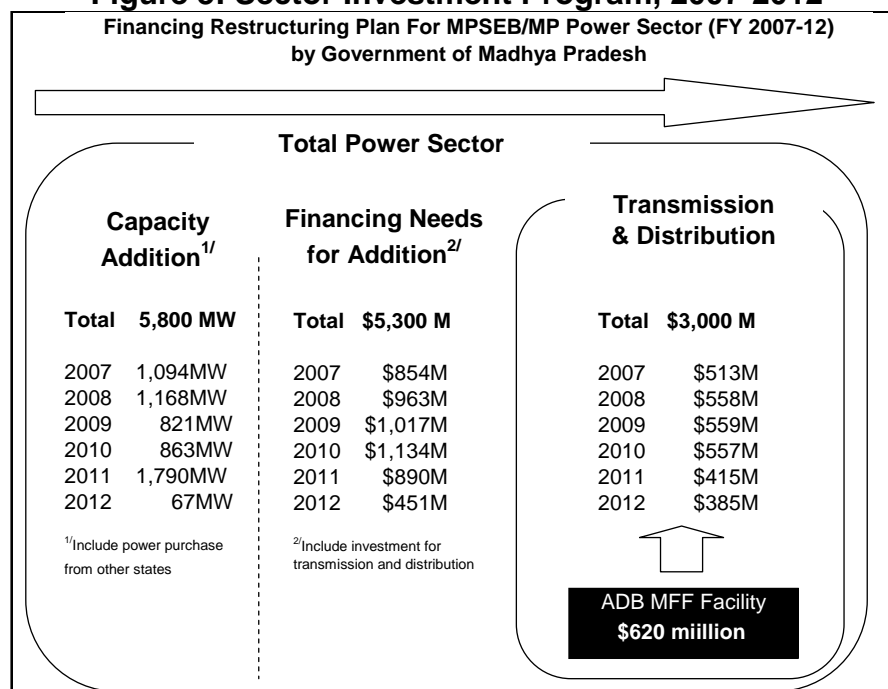 Figure Sector Investment Program, 2007-2012
Financing Restructuring Plan For MPSEB/MP Power Sector (FY 2007-12)
by Government of Madhya Pradesh
Total Power Sector
Capacity
Addition1/
Total 5,800 MW
2007 1,094MW
2008 1,168MW
2009 821MW
2010 863MW
2011 1,790MW
2012 67MW
1/Include power purchase
from other states
Financing Needs
for Addition2/
Total $5,300 M
2007 $854M
2008 $963M
2009 $1,017M
2010 $1,134M
2011 $890M
2012 $451M
2/Include investment for
transmission and distribution
Transmission
& Distribution
Total $3,000 M
2007 $513M
2008 $558M
2009 $559M
2010 $557M
2011 $415M
2012 $385M
ADB MFF Facility
$620 miillion